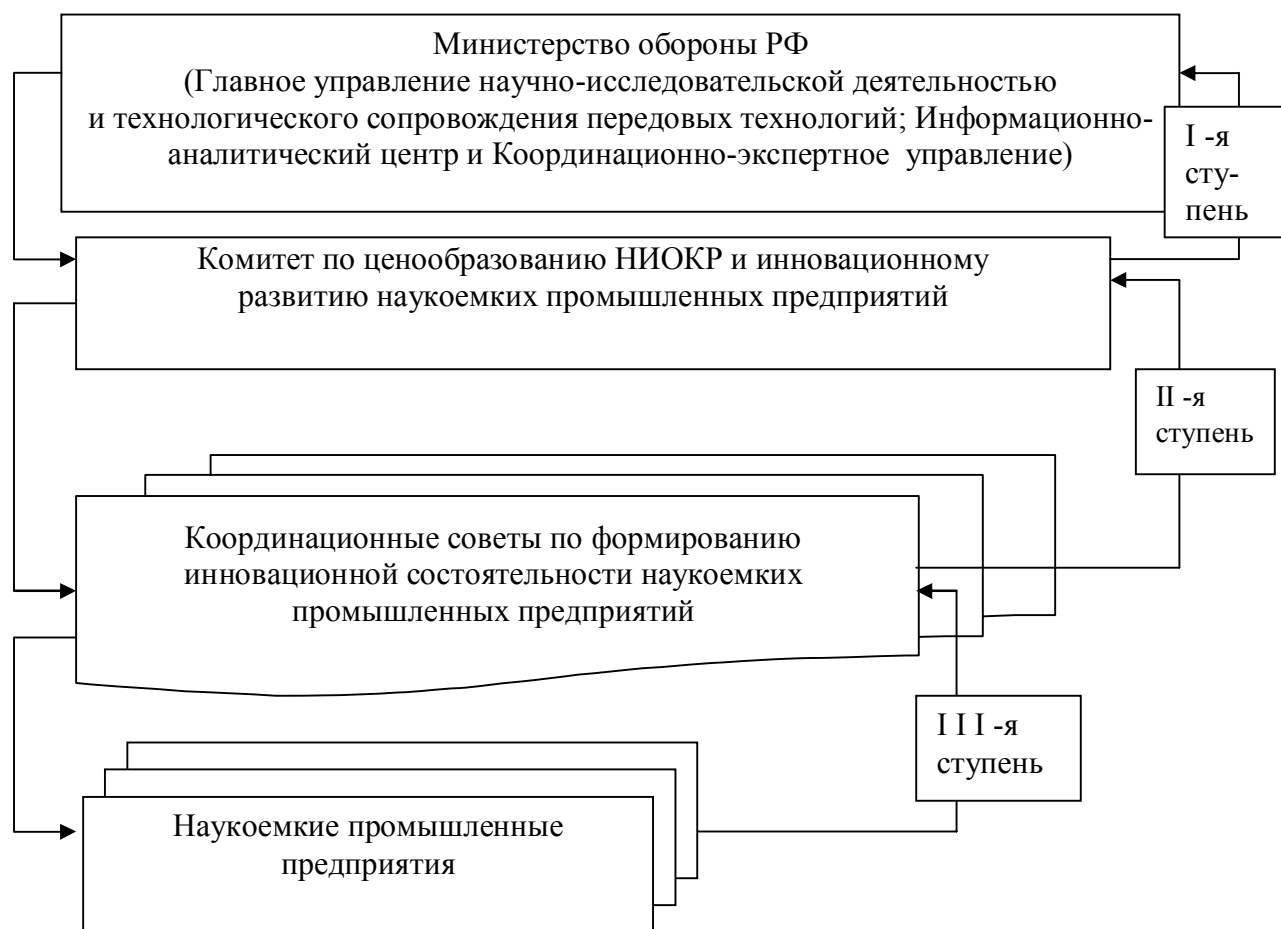 Министерство обороны РФ
(Главное управление научно-исследовательской деятельностью
и технологического сопровождения передовых технологий; Информационно-
аналитический центр и Координационно-экспертное управление)
I -я
сту-
пень
Комитет по ценообразованию НИОКР и инновационному
развитию наукоемких промышленных предприятий
II -я
ступень
Координационные советы по формированию
инновационной состоятельности наукоемких
промышленных предприятий
I I I -я
ступень
Наукоемкие промышленные
предприятия